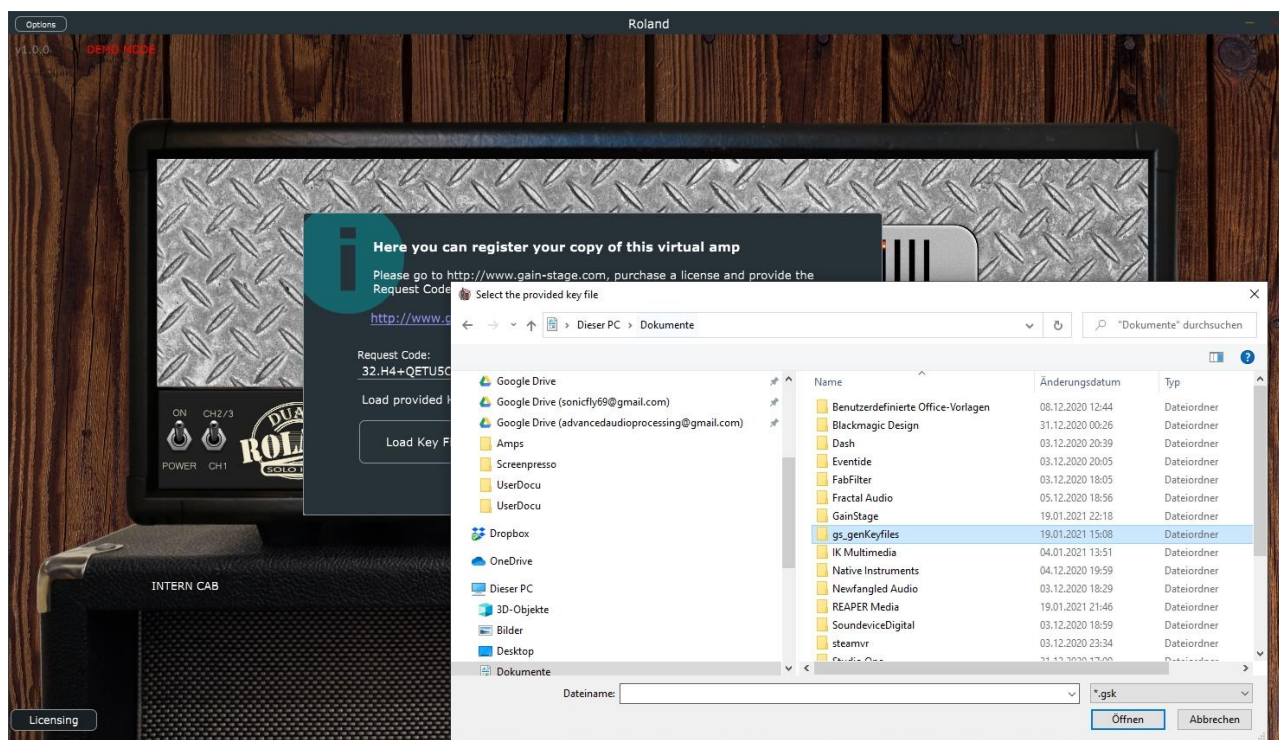 Options
Roland
v1.0.0 DEMO MODE
Here you can register your copy of this virtual amp
Please go to http://www.gain-stage.com, purchase a license and provide the
Request Code
http://www.g
Request Code:
32.H4+QETU5C
Load provided
Load Key Fi
ON CH2/3
POWER CH1
DUA
ROL
SOLO
INTERN CAB
Licensing
Select the provided key file
Dieser PC > Dokumente
"Dokumente" durchsuchen
Google Drive
Google Drive (sonicfly69@gmail.com)
Google Drive (advancedaudioprocessing@gmail.com)
Amps
Screenpresso
UserDocu
UserDocu
Dropbox
OneDrive
Dieser PC
3D-Objekte
Bilder
Desktop
Dokumente
Name Änderungsdatum Typ
Benutzerdefinierte Office-Vorlagen 08.12.2020 12:44 Dateiordner
Blackmagic Design 31.12.2020 00:26 Dateiordner
Dash 03.12.2020 20:39 Dateiordner
Eventide 03.12.2020 20:05 Dateiordner
FabFilter 03.12.2020 18:05 Dateiordner
Fractal Audio 05.12.2020 18:56 Dateiordner
GainStage 19.01.2021 22:18 Dateiordner
gs_genKeyfiles 19.01.2021 15:08 Dateiordner
IK Multimedia 04.01.2021 13:51 Dateiordner
Native Instruments 04.12.2020 19:59 Dateiordner
Newfangled Audio 03.12.2020 18:29 Dateiordner
REAPER Media 19.01.2021 21:46 Dateiordner
SoundeviceDigital 03.12.2020 18:59 Dateiordner
steamvr 03.12.2020 23:34 Dateiordner
Dateiname:
*.gsk
Öffnen Abbrechen